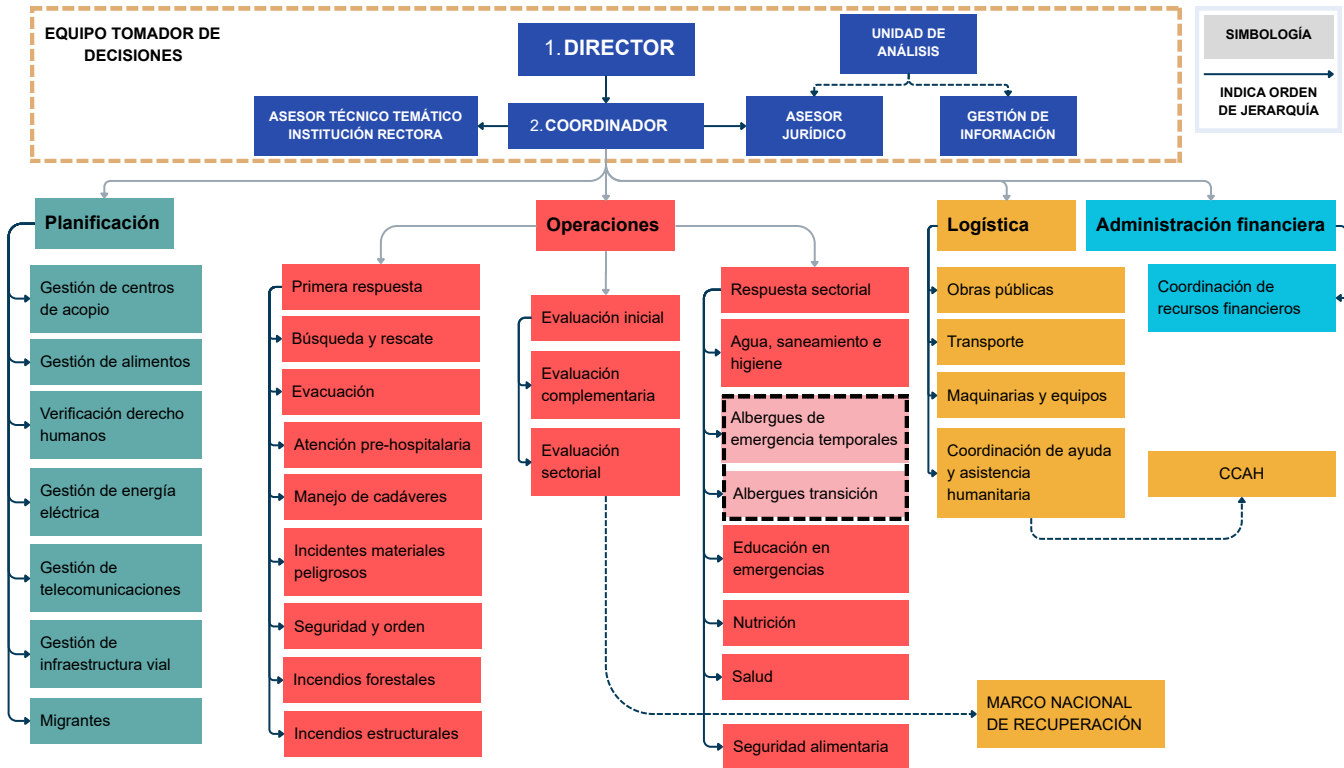 EQUIPO TOMADOR DE
DECISIONES
1. DIRECTOR
UNIDAD DE
ANÁLISIS
ASESOR TÉCNICO TEMÁTICO
INSTITUCIÓN RECTORA
2. COORDINADOR
ASESOR
JURÍDICO
GESTIÓN DE
INFORMACIÓN
SIMBOLOGÍA
INDICA ORDEN
DE JERARQUÍA
Planificación
Gestión de centros
de acopio
Gestión de alimentos
Verificación derecho
humanos
Gestión de energía
eléctrica
Gestión de
telecomunicaciones
Gestión de
infraestructura vial
Migrantes
Operaciones
Primera respuesta
Búsqueda y rescate
Evacuación
Atención pre-hospitalaria
Manejo de cadáveres
Incidentes materiales
peligrosos
Seguridad y orden
Incendios forestales
Incendios estructurales
Evaluación inicial
Evaluación
complementaria
Evaluación
sectorial
Respuesta sectorial
Agua, saneamiento e
higiene
Albergues de
emergencia temporales
Albergues transición
Educación en
emergencias
Nutrición
Salud
Seguridad alimentaria
Logística
Obras públicas
Transporte
Maquinarias y equipos
Coordinación de ayuda
y asistencia
humanitaria
Administración financiera
Coordinación de
recursos financieros
CCAH
MARCO NACIONAL
DE RECUPERACIÓN